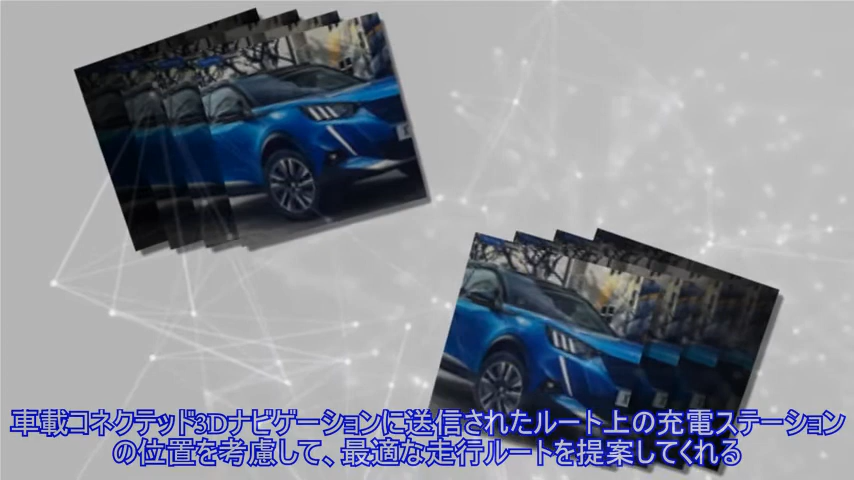 車載コネクテッド3Dナビゲーションに送信されたルート上の充電ステーション
の位置を考慮して、最適な走行ルートを提案してくれる